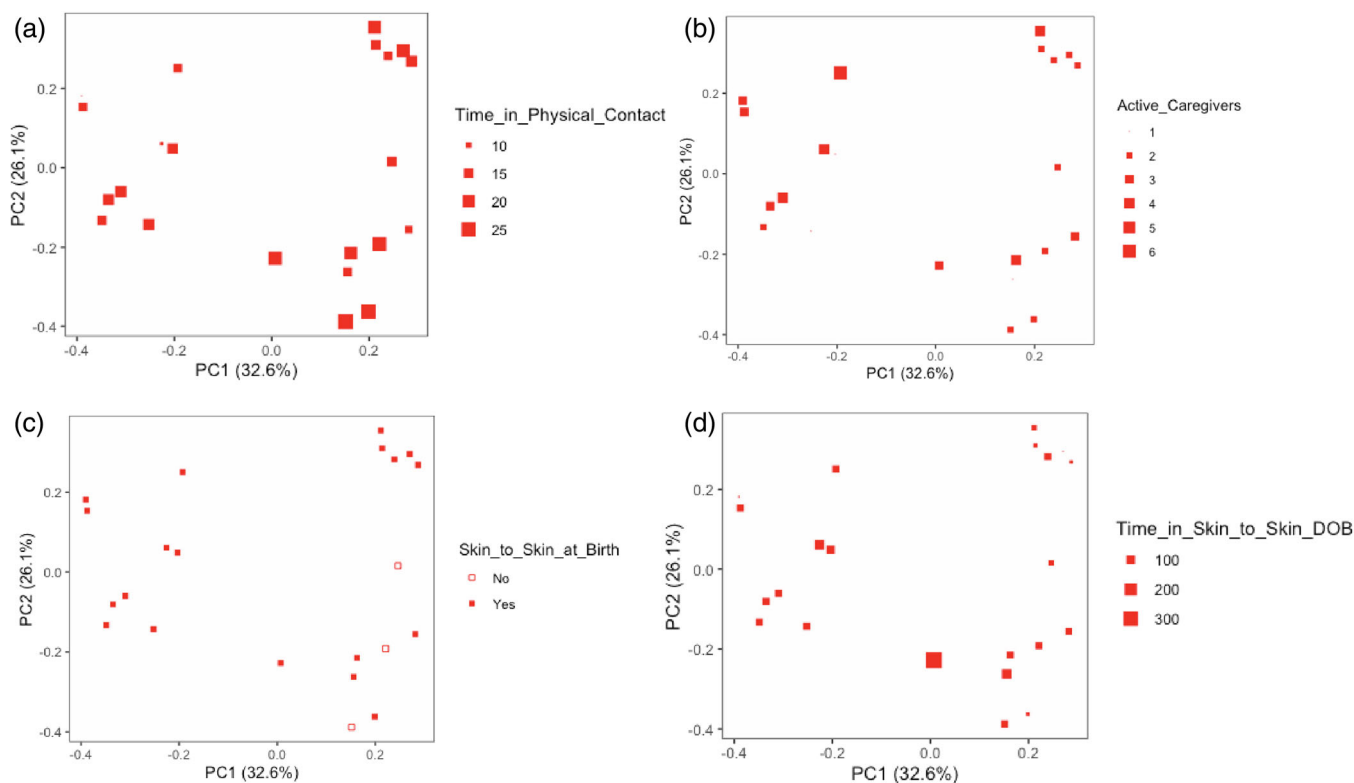 (a)
0.2
0.0
-0.2
-0.4
PC2 (26.1%)
-0.4
-0.2
0.0
0.2
PC1 (32.6%)
Time_in_Physical_Contact
10
15
20
25
(b)
0.2
0.0
-0.2
-0.4
PC2 (26.1%)
-0.4
-0.2
0.0
0.2
PC1 (32.6%)
Active_Caregivers
1
2
3
4
5
6
(c)
0.2
0.0
-0.2
-0.4
PC2 (26.1%)
-0.4
-0.2
0.0
0.2
PC1 (32.6%)
Skin_to_Skin_at_Birth
No
Yes
(d)
0.2
0.0
-0.2
-0.4
PC2 (26.1%)
-0.4
-0.2
0.0
0.2
PC1 (32.6%)
Time_in_Skin_to_Skin_DOB
100
200
300